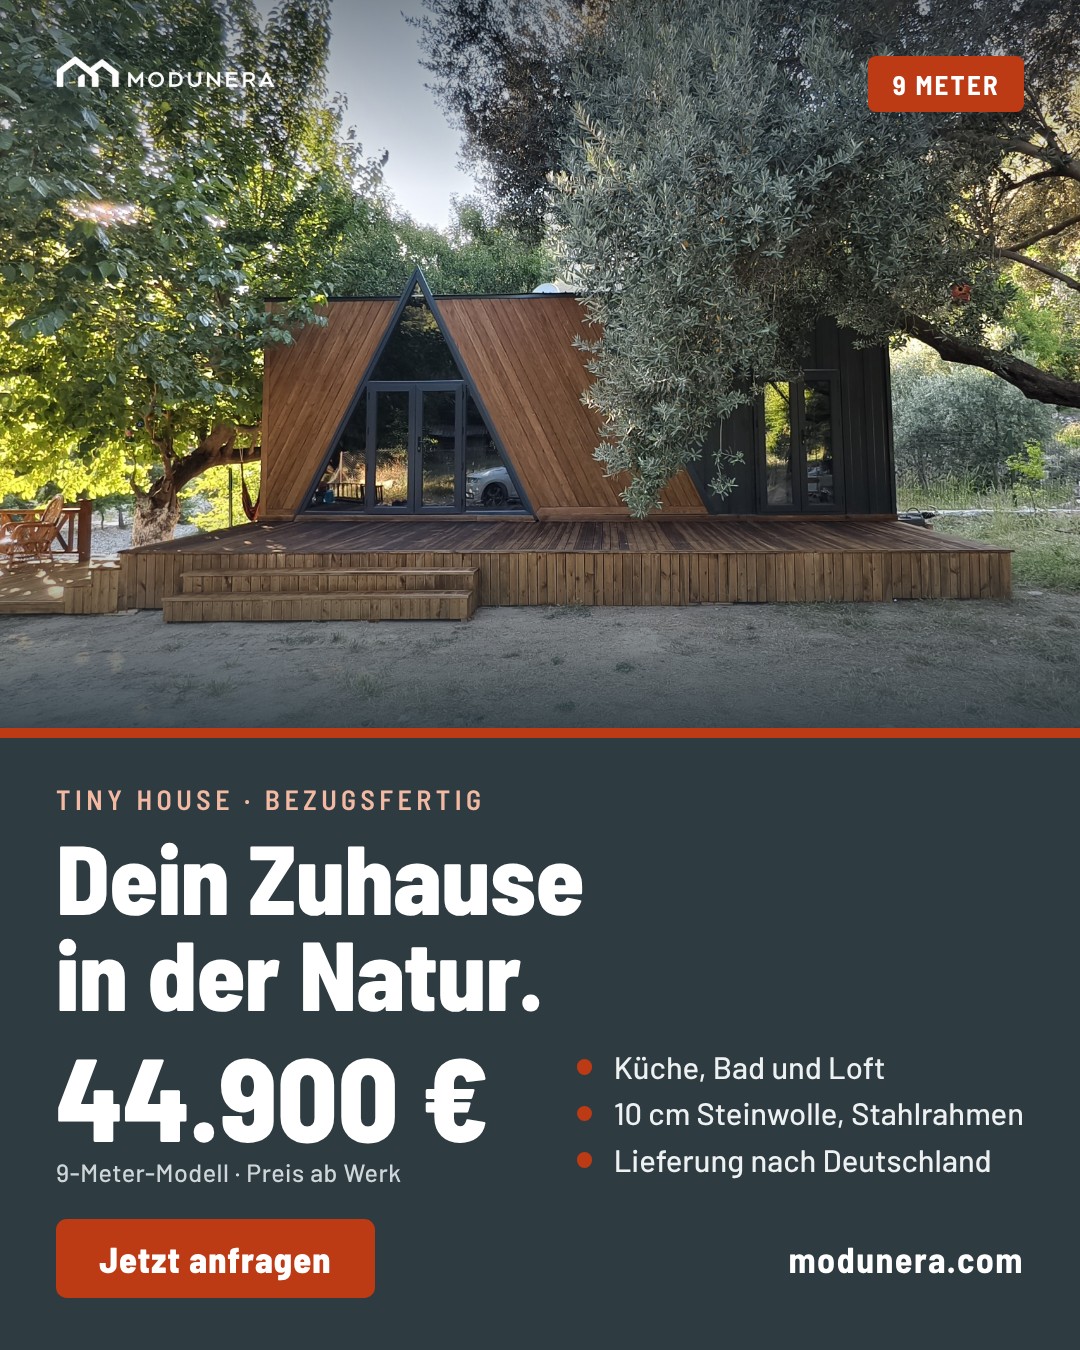 MODUNERA
9 METER
TINY HOUSE · BEZUGSFERTIG
Dein Zuhause
in der Natur.
44.900 €
9-Meter-Modell · Preis ab Werk
Küche, Bad und Loft
10 cm Steinwolle, Stahlrahmen
Lieferung nach Deutschland
Jetzt anfragen
modunera.com